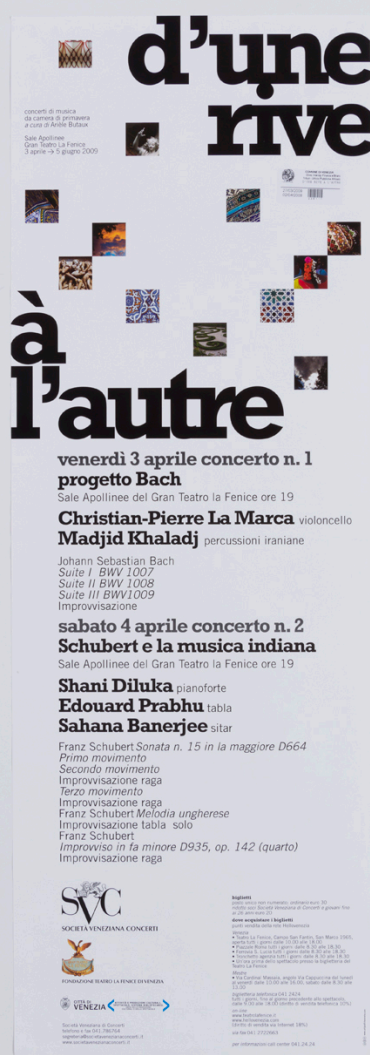 d'une
rive
concerti di musica
da camera di primavera
a cura di Arièle Butaux
Sale Apollinee
Gran Teatro La Fenice
3 aprile → 5 giugno 2009
à
l'autre
venerdì 3 aprile concerto n. 1
progetto Bach
Sale Apollinee del Gran Teatro la Fenice ore 19
Christian-Pierre La Marca violoncello
Madjid Khaladj percussioni iraniane
Johann Sebastian Bach
Suite I BWV 1007
Suite II BWV 1008
Suite III BWV1009
Improvvisazione
sabato 4 aprile concerto n. 2
Schubert e la musica indiana
Sale Apollinee del Gran Teatro la Fenice ore 19
Shani Diluka pianoforte
Edouard Prabhu tabla
Sahana Banerjee sitar
Franz Schubert Sonata n. 15 in la maggiore D664
Primo movimento
Secondo movimento
Improvvisazione raga
Terzo movimento
Improvvisazione raga
Franz Schubert Melodia ungherese
Improvvisazione tabla solo
Franz Schubert
Improvviso in fa minore D935, op. 142 (quarto)
Improvvisazione raga
SVC
SOCIETÀ VENEZIANA CONCERTI
FONDAZIONE TEATRO LA FENICE DI VENEZIA
CITTÀ DI
VENEZIA
Società Veneziana di Concerti
biglietti
dove acquistare i biglietti